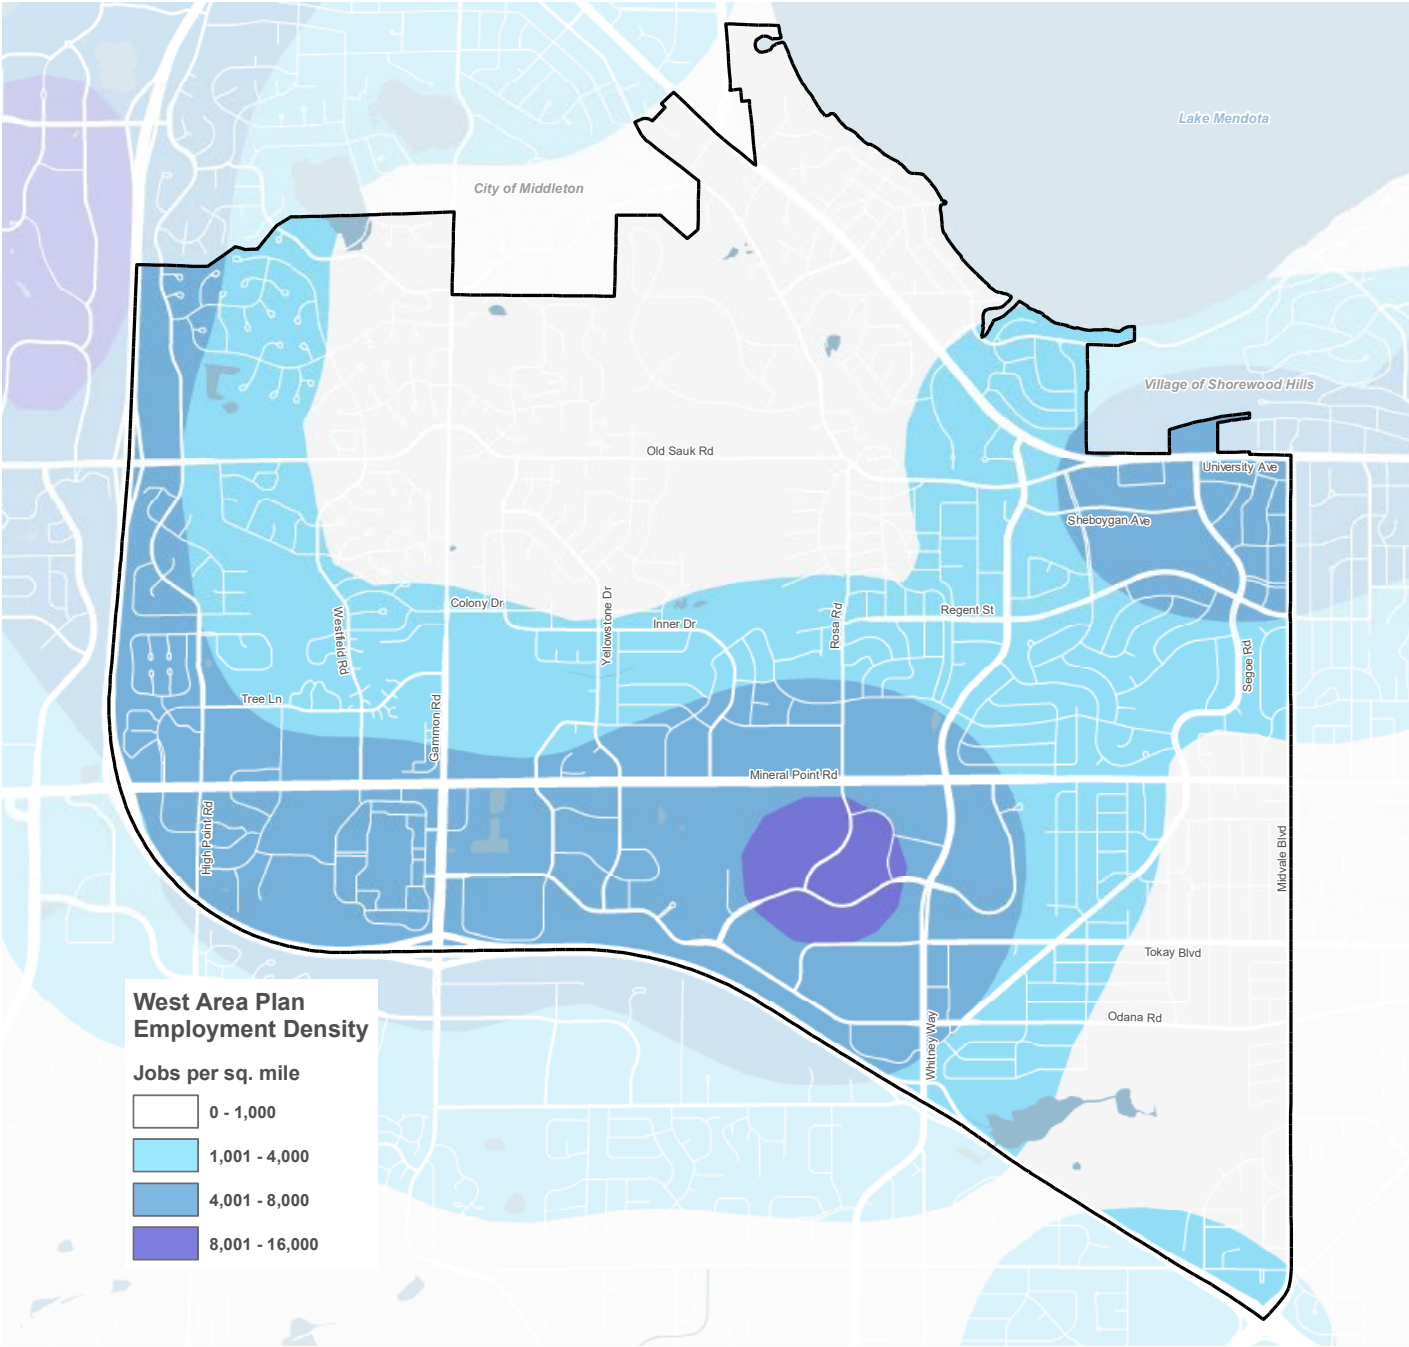 Lake Mendota
City of Middleton
Village of Shorewood Hills
Old Sauk Rd
University Ave
Sheboygan Ave
Colony Dr
Yellowstone Dr
Inner Dr
Rosa Rd
Regent St
Westfield Rd
Segoe Rd
Tree Ln
Gammon Rd
Mineral Point Rd
High Point Rd
Midvale Blvd
Tokay Blvd
Odana Rd
Whitney Way
West Area Plan
Employment Density
Jobs per sq. mile
0 - 1,000
1,001 - 4,000
4,001 - 8,000
8,001 - 16,000